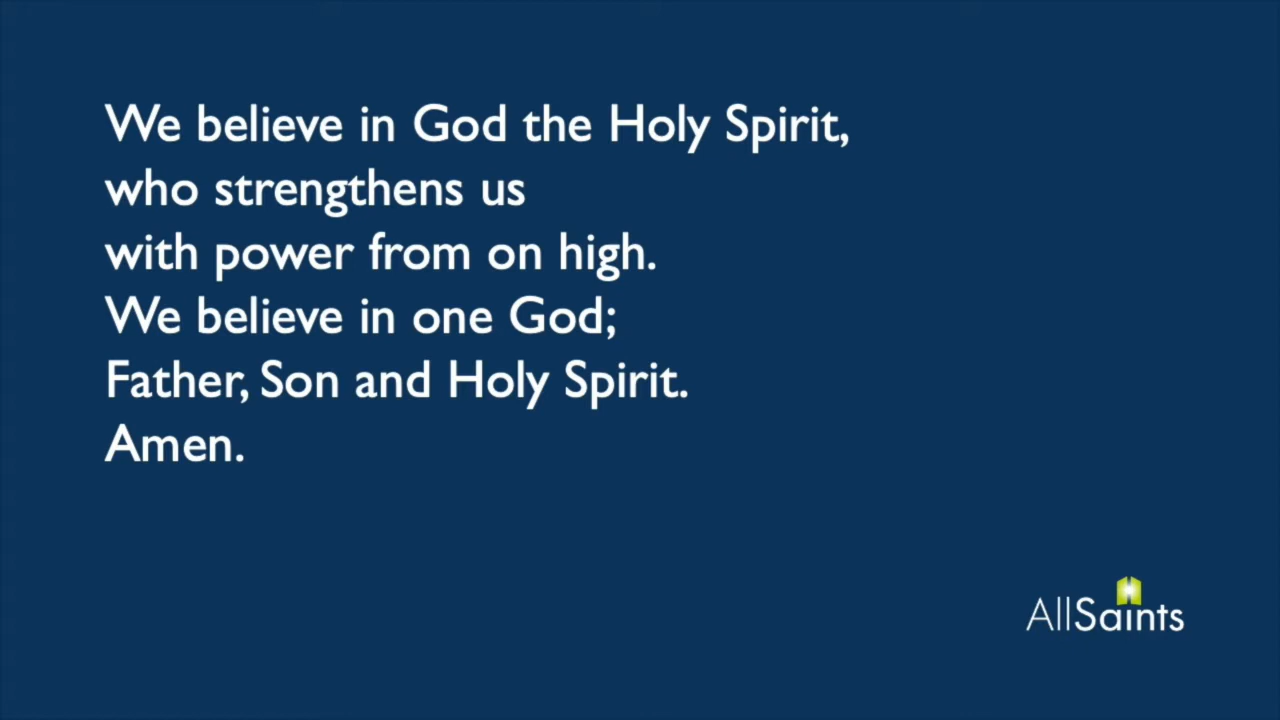 We believe in God the Holy Spirit,
who strengthens us
with power from on high.
We believe in one God;
Father, Son and Holy Spirit.
Amen.
AllSaints